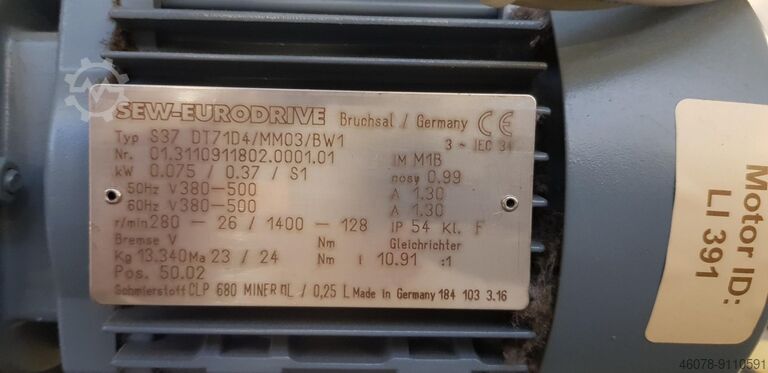 SEW-EURODRIVE Bruchsal / Germany CE
Typ S37 DT71D4/MM03/BW1 3 ~ IEC 34
Nr. 01.3110911802.0001.01 IM M1B
kW 0.075 / 0.37 / S1 cosφ 0.99
50Hz V 380-500 A 1.30
60Hz V 380-500 A 1.30
r/min 280 - 26 / 1400 - 128 IP 54 Kl. F
Bremse V Nm Gleichrichter
Kg 13.340 Ma 23 / 24 Nm i 10.91 :1
Pos. 50.02
Schmierstoff CLP 680 MINER ÖL / 0,25 L Made in Germany 184 103 3.16
Motor ID:
LI 391
46078-9110591